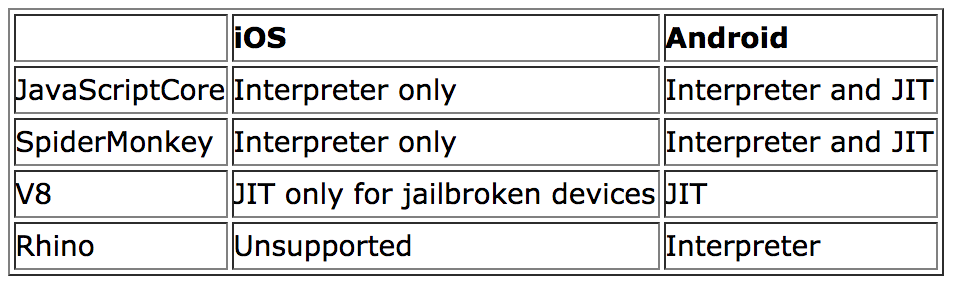 iOS Android
JavaScriptCore Interpreter only Interpreter and JIT
SpiderMonkey Interpreter only Interpreter and JIT
V8 JIT only for jailbroken devices JIT
Rhino Unsupported Interpreter